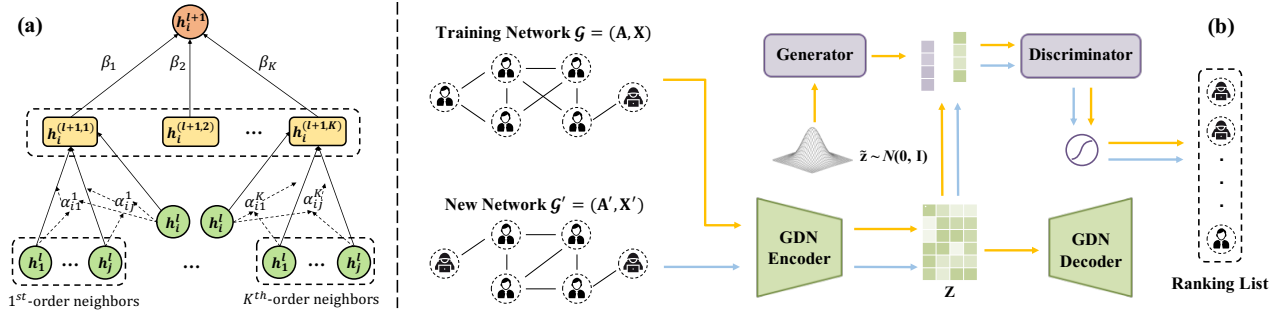 (a)
h_i^{l+1}
β_1
β_2
β_K
h_i^{(l+1,1)}
h_i^{(l+1,2)}
...
h_i^{(l+1,K)}
α_{i1}^1
α_{ij}^1
α_{i1}^K
α_{ij}^K
h_i^l
h_i^l
h_1^l
...
h_j^l
...
h_1^l
...
h_j^l
1^{st}-order neighbors
K^{th}-order neighbors
Training Network 𝒢 = (A, X)
New Network 𝒢′ = (A′, X′)
Generator
z̃ ~ N(0, I)
Discriminator
GDN
Encoder
Z
GDN
Decoder
(b)
Ranking List